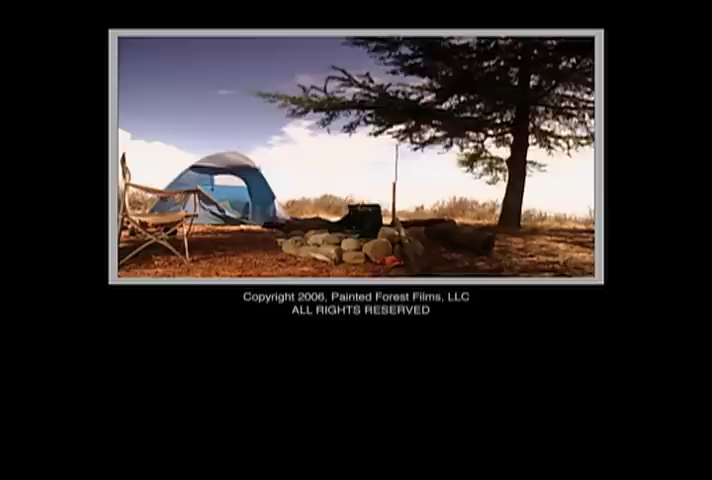 Copyright 2006, Painted Forest Films, LLC
ALL RIGHTS RESERVED